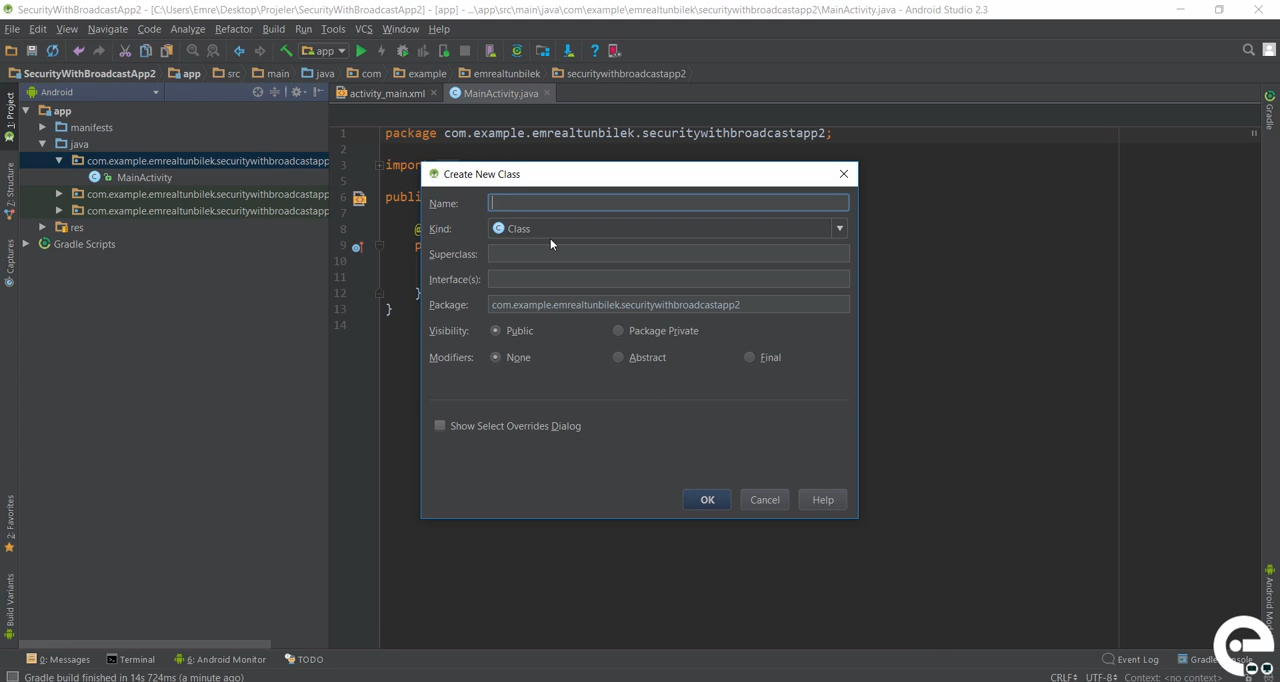 SecurityWithBroadcastApp2 - [C:\Users\Emre\Desktop\Projeler\SecurityWithBroadcastApp2] - [app] - ...\app\src\main\java\com\example\emrealtunbilek\securitywithbroadcastapp2\MainActivity.java - Android Studio 2.3
File Edit View Navigate Code Analyze Refactor Build Run Tools VCS Window Help
app
SecurityWithBroadcastApp2 app src main java com example emrealtunbilek securitywithbroadcastapp2
1: Project
Android
activity_main.xml MainActivity.java
Gradle
app
manifests
java
com.example.emrealtunbilek.securitywithbroadcastapp
MainActivity
com.example.emrealtunbilek.securitywithbroadcastapp
com.example.emrealtunbilek.securitywithbroadcastapp
res
Gradle Scripts
7: Structure
Captures
2: Favorites
Build Variants
1 package com.example.emrealtunbilek.securitywithbroadcastapp2;
2
3 impor
5
6 publi
7
8 @
9 p
10
11
12 }
13 }
14
Create New Class
Name:
Kind: Class
Superclass:
Interface(s):
Package: com.example.emrealtunbilek.securitywithbroadcastapp2
Visibility: Public Package Private
Modifiers: None Abstract Final
Show Select Overrides Dialog
OK Cancel Help
Android Mod
0: Messages Terminal 6: Android Monitor TODO Event Log Gradle Console
Gradle build finished in 14s 724ms (a minute ago) CRLF UTF-8 Context: <no context>